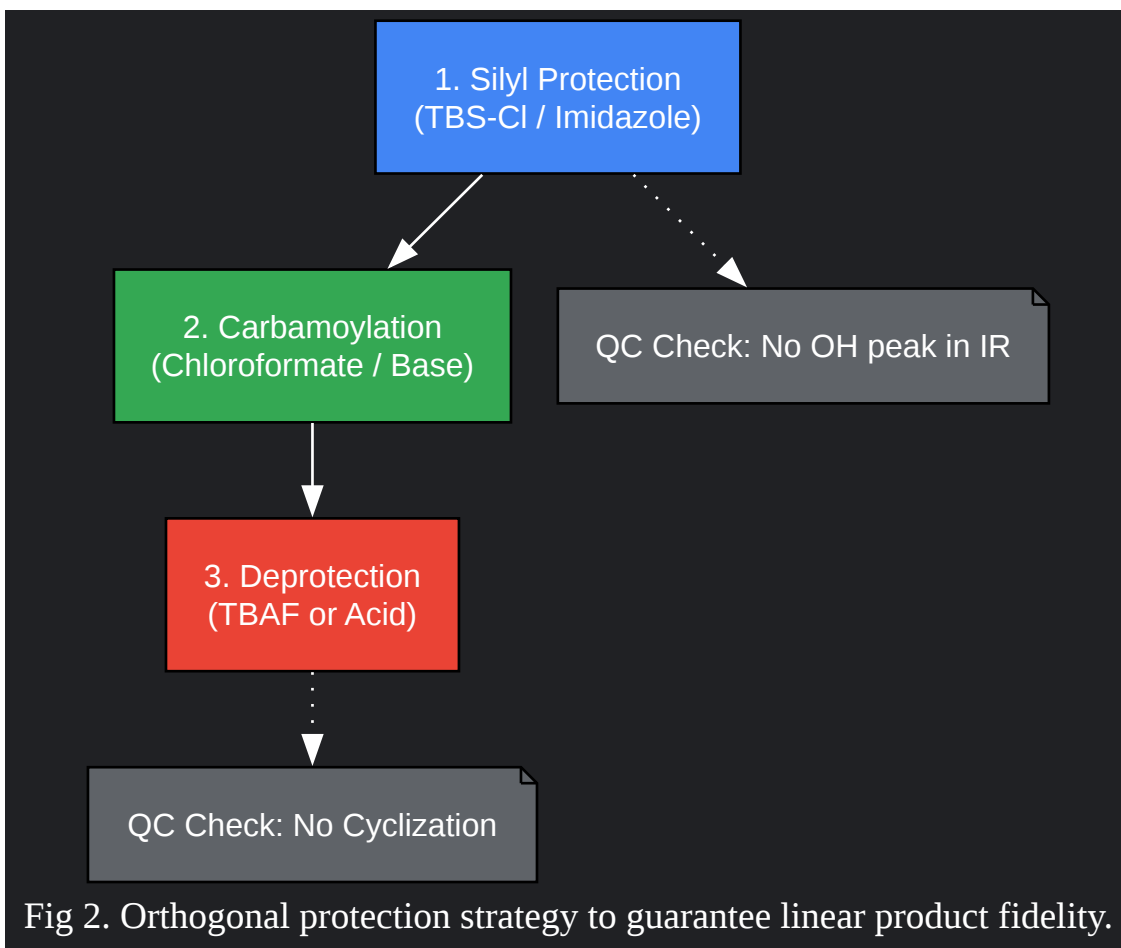 1. Silyl Protection
(TBS-Cl / Imidazole)
2. Carbamoylation
(Chloroformate / Base)
QC Check: No OH peak in IR
3. Deprotection
(TBAF or Acid)
QC Check: No Cyclization
Fig 2. Orthogonal protection strategy to guarantee linear product fidelity.